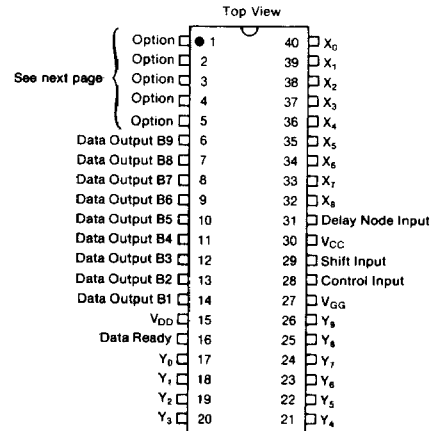 Top View
Option 1 40 X₀
Option 2 39 X₁
Option 3 38 X₂
Option 4 37 X₃
Option 5 36 X₄
See next page
Data Output B9 6 35 X₅
Data Output B8 7 34 X₆
Data Output B7 8 33 X₇
Data Output B6 9 32 X₈
Data Output B5 10 31 Delay Node Input
Data Output B4 11 30 VCC
Data Output B3 12 29 Shift Input
Data Output B2 13 28 Control Input
Data Output B1 14 27 VGG
VDD 15 26 Y₉
Data Ready 16 25 Y₈
Y₀ 17 24 Y₇
Y₁ 18 23 Y₆
Y₂ 19 22 Y₅
Y₃ 20 21 Y₄